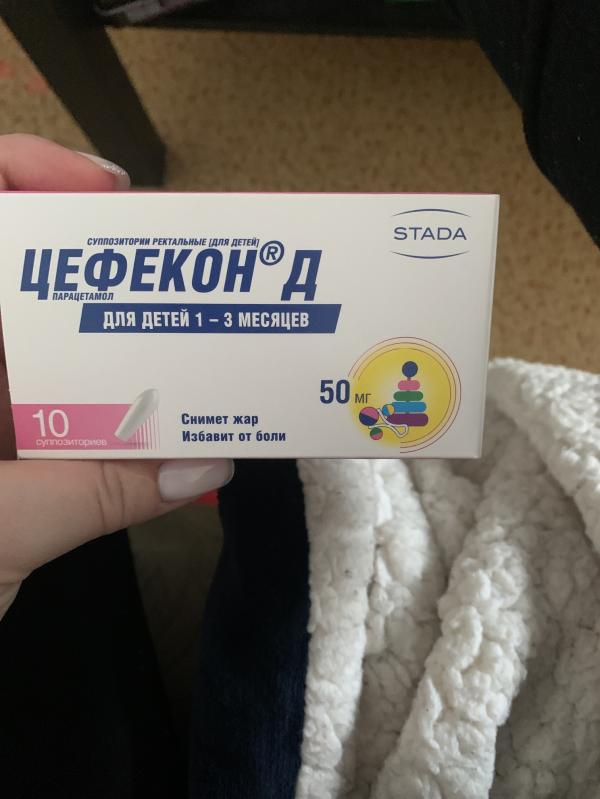 СУППОЗИТОРИИ РЕКТАЛЬНЫЕ [ДЛЯ ДЕТЕЙ]
STADA
ЦЕФЕКОН® Д
ПАРАЦЕТАМОЛ
ДЛЯ ДЕТЕЙ 1 – 3 МЕСЯЦЕВ
50 МГ
10
суппозиториев
Снимет жар
Избавит от боли